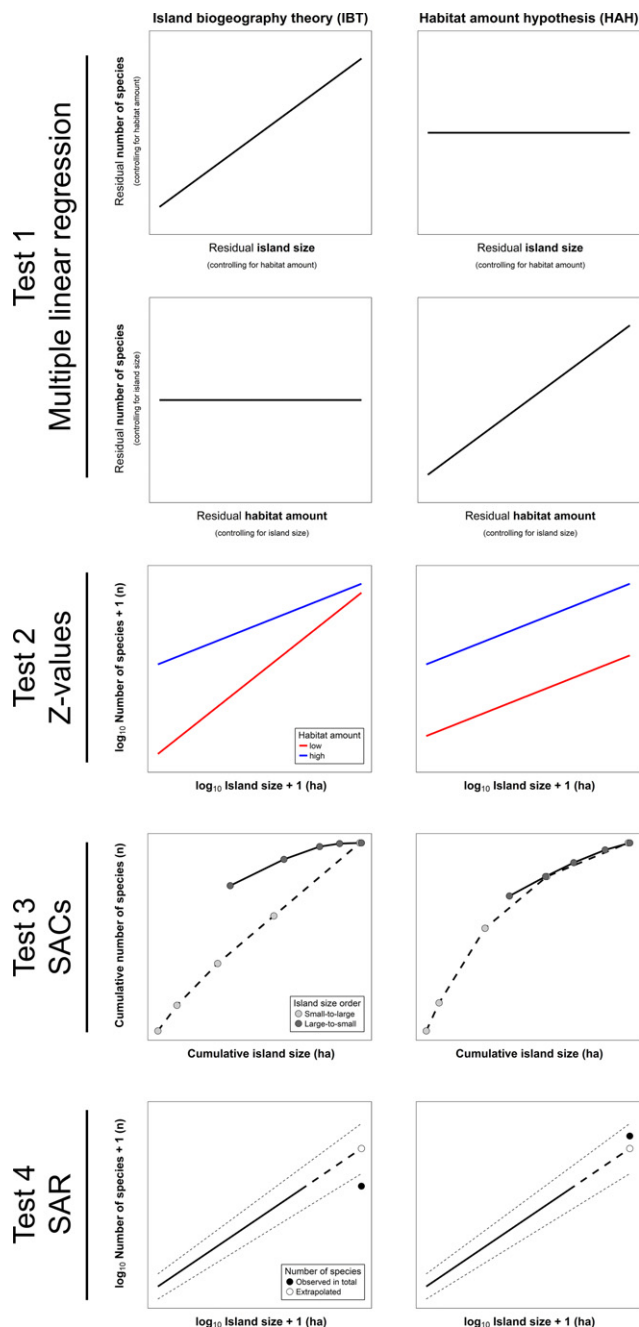 Island biogeography theory (IBT)
Habitat amount hypothesis (HAH)
Test 1
Multiple linear regression
Residual number of species
(controlling for habitat amount)
Residual island size
(controlling for habitat amount)
Residual island size
(controlling for habitat amount)
Residual number of species
(controlling for island size)
Residual habitat amount
(controlling for island size)
Residual habitat amount
(controlling for island size)
Test 2
Z-values
log10 Number of species + 1 (n)
Habitat amount
low
high
log10 Island size + 1 (ha)
log10 Island size + 1 (ha)
Test 3
SACs
Cumulative number of species (n)
Island size order
Small-to-large
Large-to-small
Cumulative island size (ha)
Cumulative island size (ha)
Test 4
SAR
log10 Number of species + 1 (n)
Number of species
Observed in total
Extrapolated
log10 Island size + 1 (ha)
log10 Island size + 1 (ha)